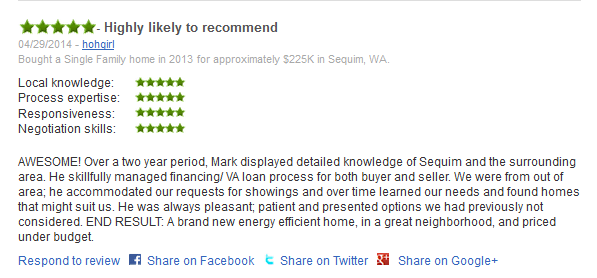 - Highly likely to recommend
04/29/2014 - hohgirl
Bought a Single Family home in 2013 for approximately $225K in Sequim, WA.
Local knowledge:
Process expertise:
Responsiveness:
Negotiation skills:
AWESOME! Over a two year period, Mark displayed detailed knowledge of Sequim and the surrounding
area. He skillfully managed financing/ VA loan process for both buyer and seller. We were from out of
area; he accommodated our requests for showings and over time learned our needs and found homes
that might suit us. He was always pleasant; patient and presented options we had previously not
considered. END RESULT: A brand new energy efficient home, in a great neighborhood, and priced
under budget.
Respond to review Share on Facebook Share on Twitter Share on Google+